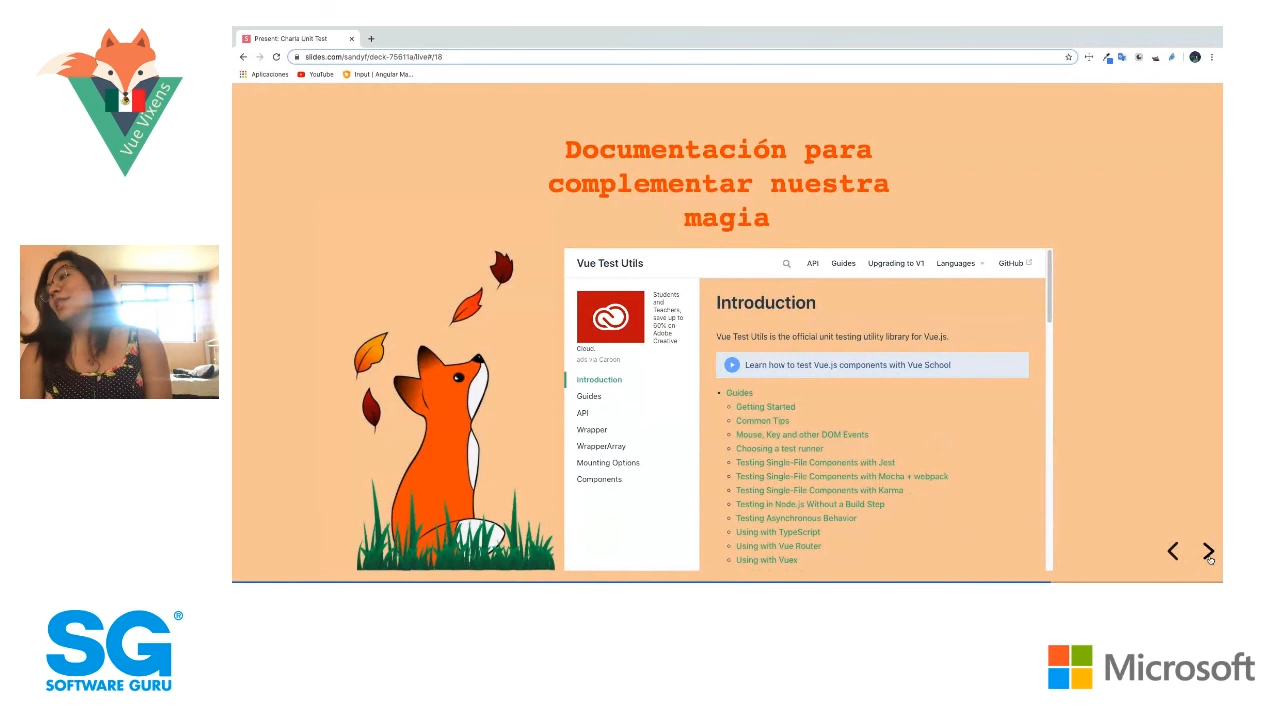 Vue Vixens
Present: Charla Unit Test
slides.com/sandyf/deck-75611a/live#/18
Aplicaciones
YouTube
Input | Angular Ma...
Documentación para
complementar nuestra
magia
Vue Test Utils
API
Guides
Upgrading to V1
Languages
GitHub
Students
and
Teachers,
save up to
60% on
Adobe
Creative
Cloud.
ads via Carbon
Introduction
Guides
API
Wrapper
WrapperArray
Mounting Options
Components
Introduction
Vue Test Utils is the official unit testing utility library for Vue.js.
Learn how to test Vue.js components with Vue School
Guides
Getting Started
Common Tips
Mouse, Key and other DOM Events
Choosing a test runner
Testing Single-File Components with Jest
Testing Single-File Components with Mocha + webpack
Testing Single-File Components with Karma
Testing in Node.js Without a Build Step
Testing Asynchronous Behavior
Using with TypeScript
Using with Vue Router
Using with Vuex
SG®
SOFTWARE GURU
Microsoft